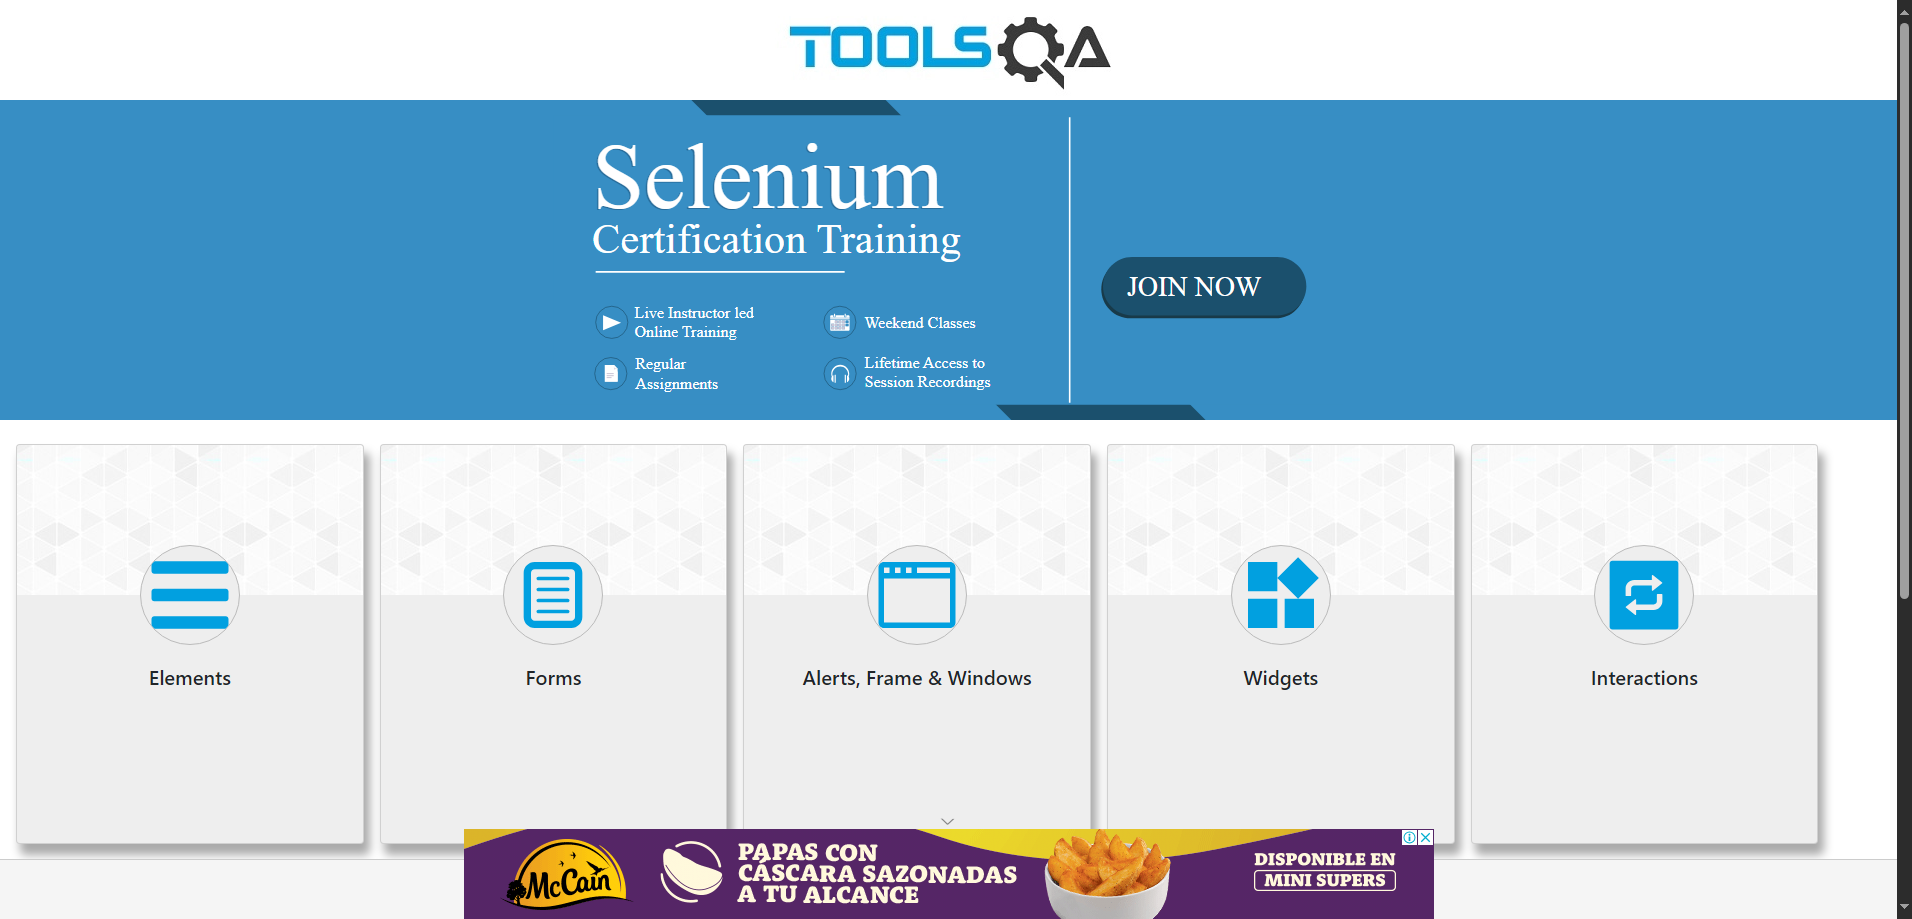 TOOLSQA
Selenium
Certification Training
Live Instructor led
Online Training
Weekend Classes
Regular
Assignments
Lifetime Access to
Session Recordings
JOIN NOW
Elements
Forms
Alerts, Frame & Windows
Widgets
Interactions
McCain
PAPAS CON
CÁSCARA SAZONADAS
A TU ALCANCE
DISPONIBLE EN
MINI SUPERS